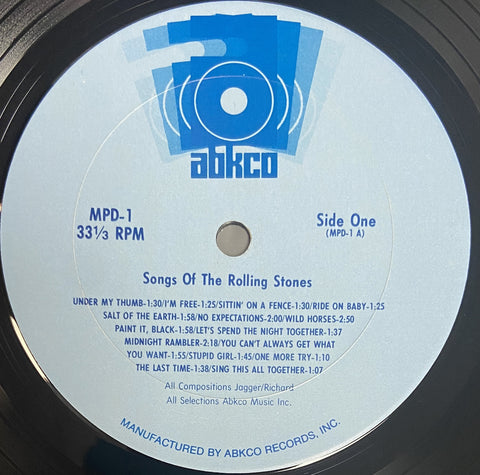 abkco
MPD-1
33⅓ RPM
Side One
(MPD-1 A)
Songs Of The Rolling Stones
UNDER MY THUMB-1:30/I'M FREE-1:25/SITTIN' ON A FENCE-1:30/RIDE ON BABY-1:25
SALT OF THE EARTH-1:58/NO EXPECTATIONS-2:00/WILD HORSES-2:50
PAINT IT, BLACK-1:58/LET'S SPEND THE NIGHT TOGETHER-1:37
MIDNIGHT RAMBLER-2:18/YOU CAN'T ALWAYS GET WHAT
YOU WANT-1:55/STUPID GIRL-1:45/ONE MORE TRY-1:10
THE LAST TIME-1:38/SING THIS ALL TOGETHER-1:07
All Compositions Jagger/Richard
All Selections Abkco Music Inc.
MANUFACTURED BY ABKCO RECORDS, INC.